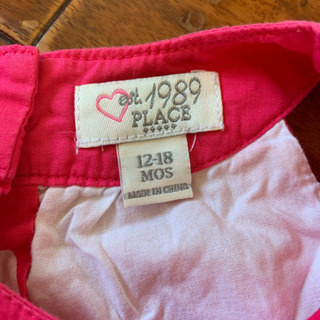 est. 1989
PLACE
12-18
MOS
MADE IN CHINA